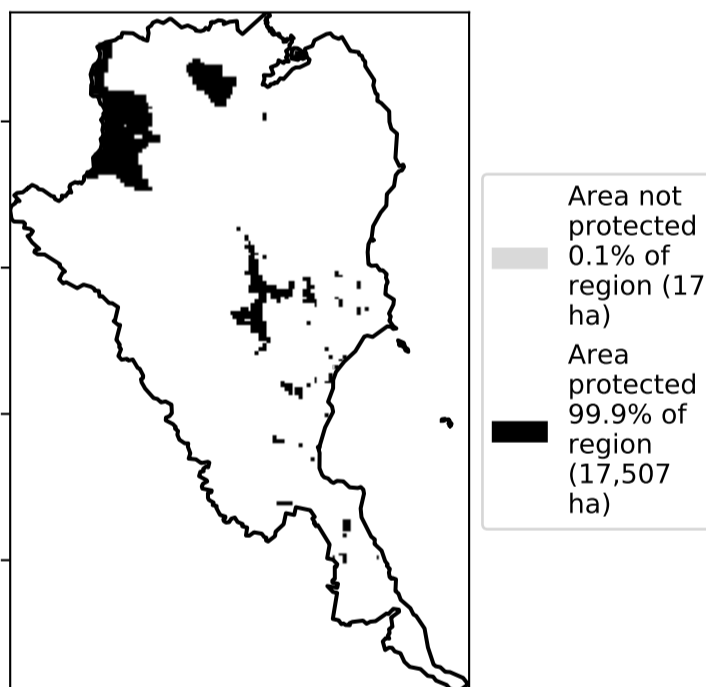 Area not
protected
0.1% of
region (17
ha)
Area
protected
99.9% of
region
(17,507
ha)